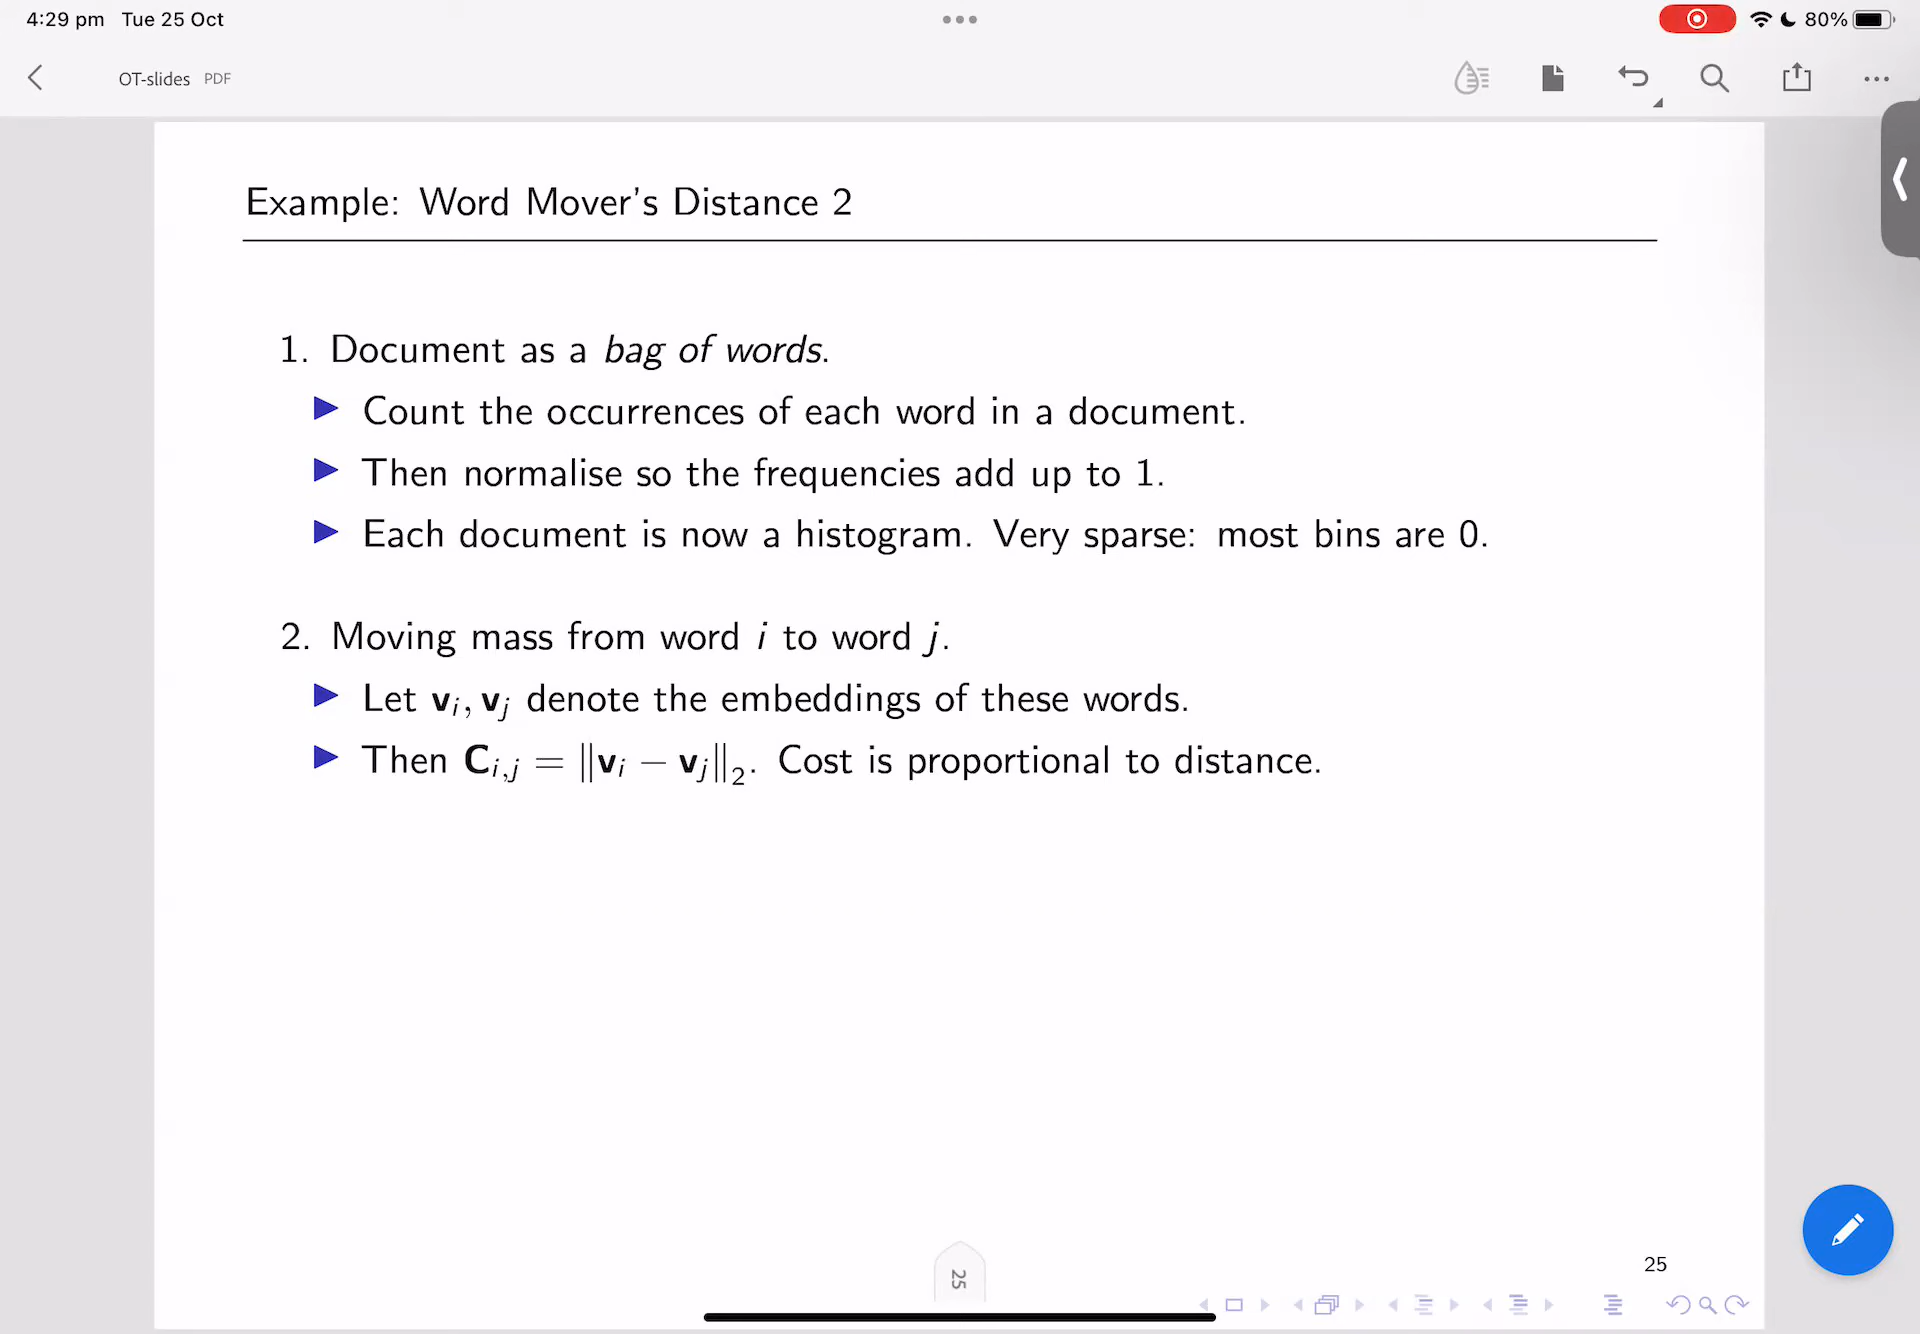 4:29 pm Tue 25 Oct
80%
OT-slides PDF
Example: Word Mover's Distance 2
1. Document as a bag of words.
Count the occurrences of each word in a document.
Then normalise so the frequencies add up to 1.
Each document is now a histogram. Very sparse: most bins are 0.
2. Moving mass from word i to word j.
Let v_i, v_j denote the embeddings of these words.
Then C_{i,j} = ‖v_i − v_j‖_2. Cost is proportional to distance.
25
25